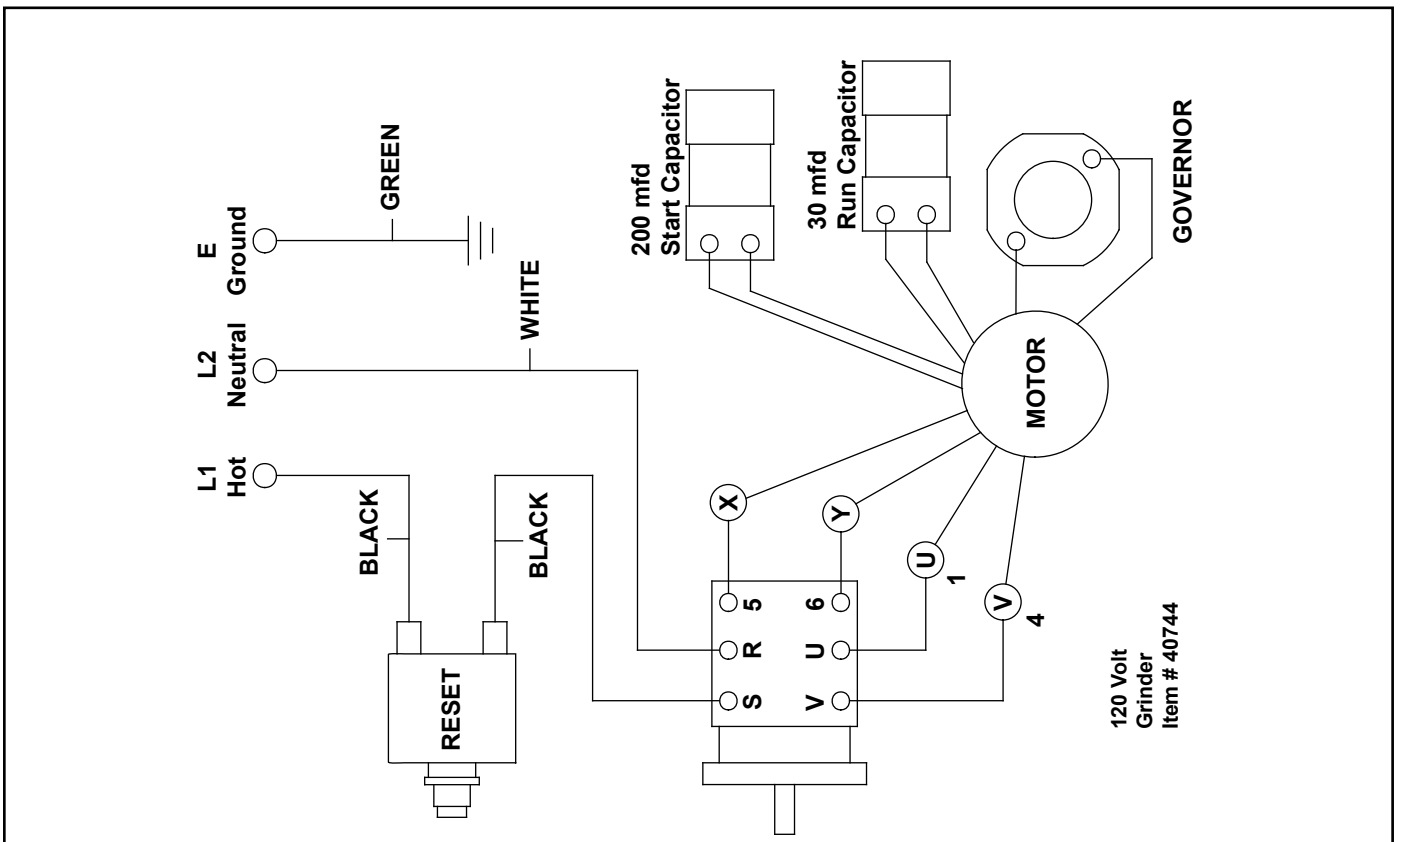 L1
Hot
L2
Neutral
E
Ground
BLACK
BLACK
WHITE
GREEN
RESET
200 mfd
Start Capacitor
30 mfd
Run Capacitor
GOVERNOR
MOTOR
X
Y
U
1
V
4
5
6
R
U
S
V
120 Volt
Grinder
Item # 40744